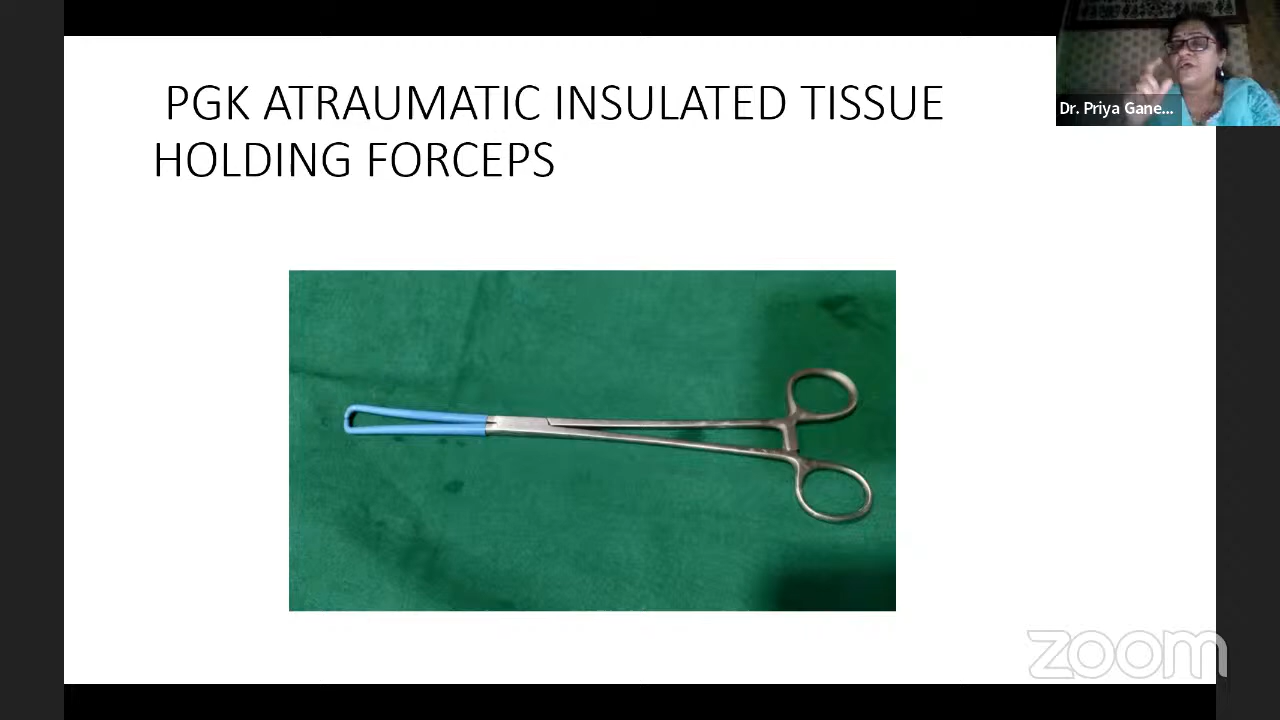 PGK ATRAUMATIC INSULATED TISSUE
HOLDING FORCEPS
Dr. Priya Gane...
zoom